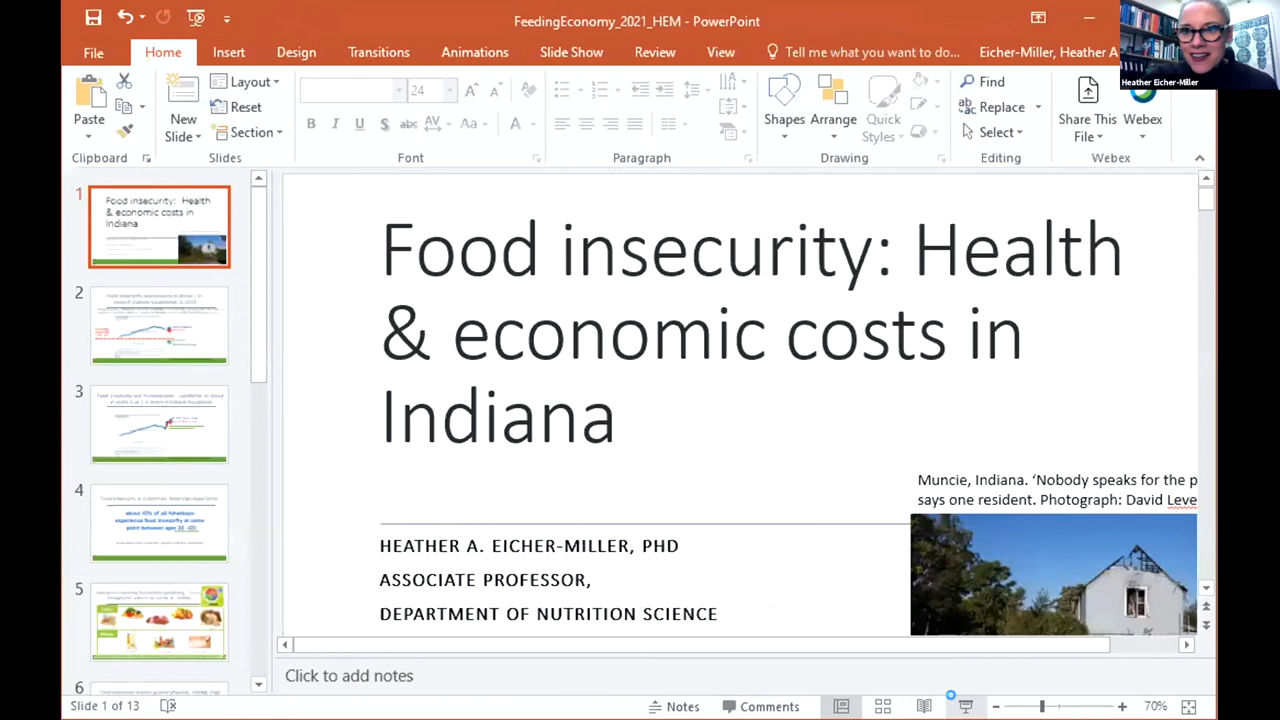 FeedingEconomy_2021_HEM - PowerPoint
File Home Insert Design Transitions Animations Slide Show Review View Tell me what you want to do... Eicher-Miller, Heather A
Heather Eicher-Miller
Paste
Clipboard
New
Slide
Layout
Reset
Section
Slides
24
B I U S abc AV Aa A
Font
Paragraph
Shapes
Arrange
Quick
Styles
Drawing
Find
Replace
Select
Editing
Share This
File
Webex
Webex
1
Food insecurity: Health
& economic costs in
Indiana
2
3
4
5
6
Food insecurity: Health
& economic costs in
Indiana
Muncie, Indiana. ‘Nobody speaks for the p
says one resident. Photograph: David Leve
HEATHER A. EICHER-MILLER, PHD
ASSOCIATE PROFESSOR,
DEPARTMENT OF NUTRITION SCIENCE
Click to add notes
Slide 1 of 13 Notes Comments 70%